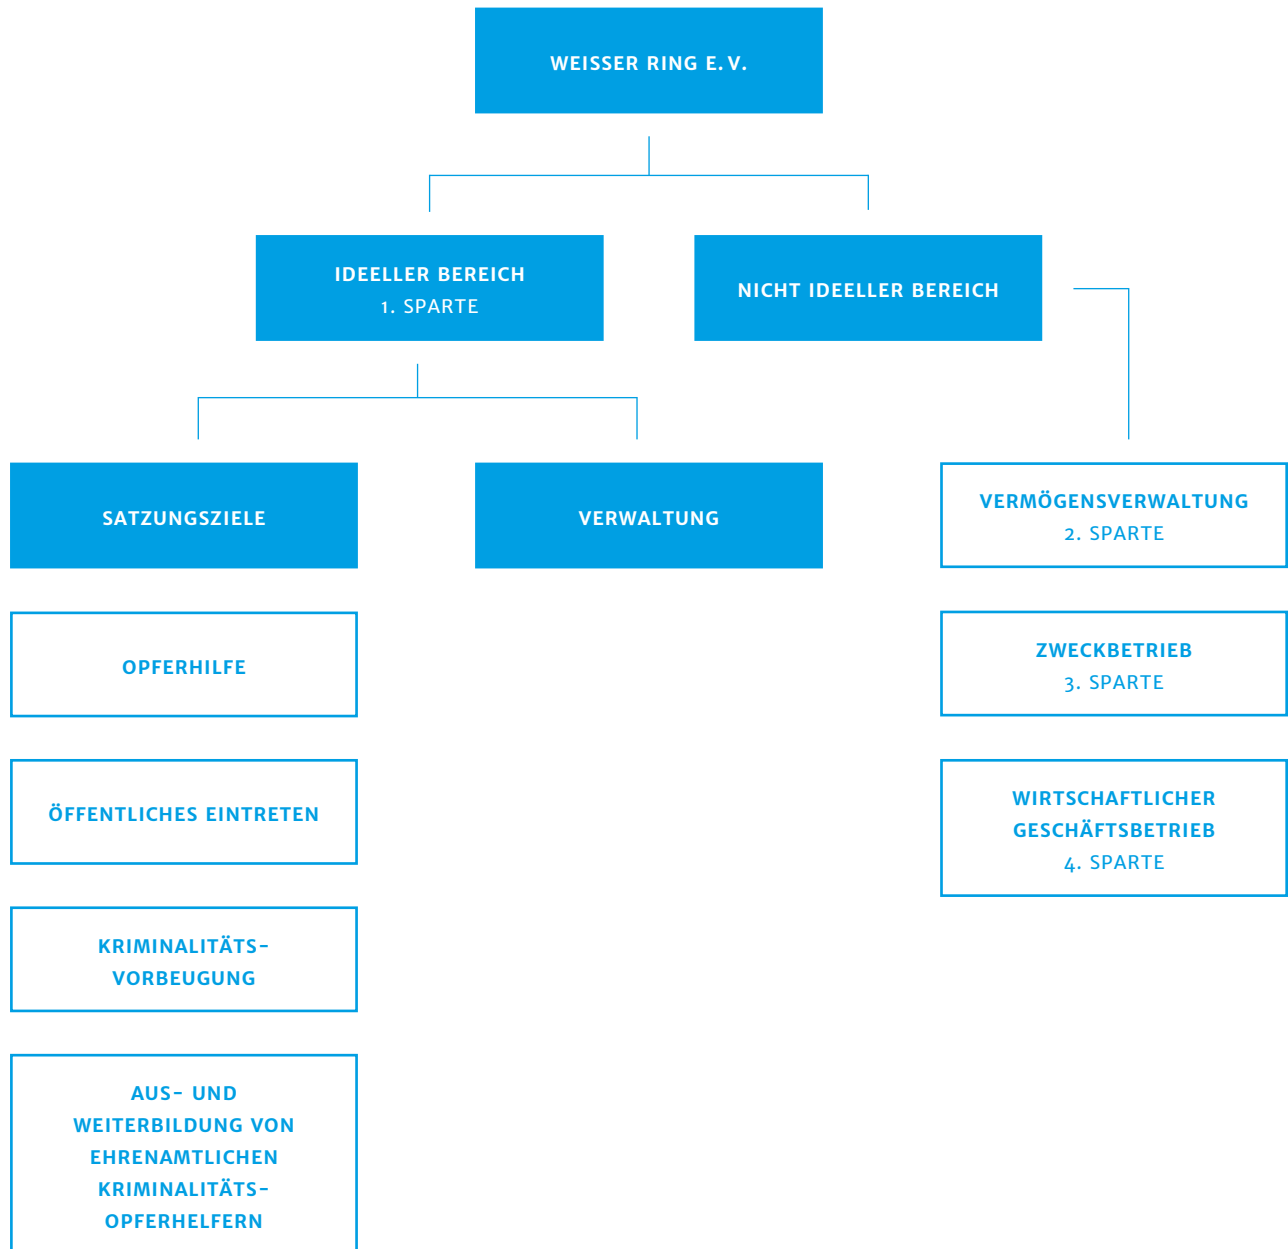 WEISSER RING E. V.
IDEELLER BEREICH
1. SPARTE
NICHT IDEELLER BEREICH
SATZUNGSZIELE
VERWALTUNG
VERMÖGENSVERWALTUNG
2. SPARTE
OPFERHILFE
ZWECKBETRIEB
3. SPARTE
ÖFFENTLICHES EINTRETEN
WIRTSCHAFTLICHER
GESCHÄFTSBETRIEB
4. SPARTE
KRIMINALITÄTS-
VORBEUGUNG
AUS- UND
WEITERBILDUNG VON
EHRENAMTLICHEN
KRIMINALITÄTS-
OPFERHELFERN